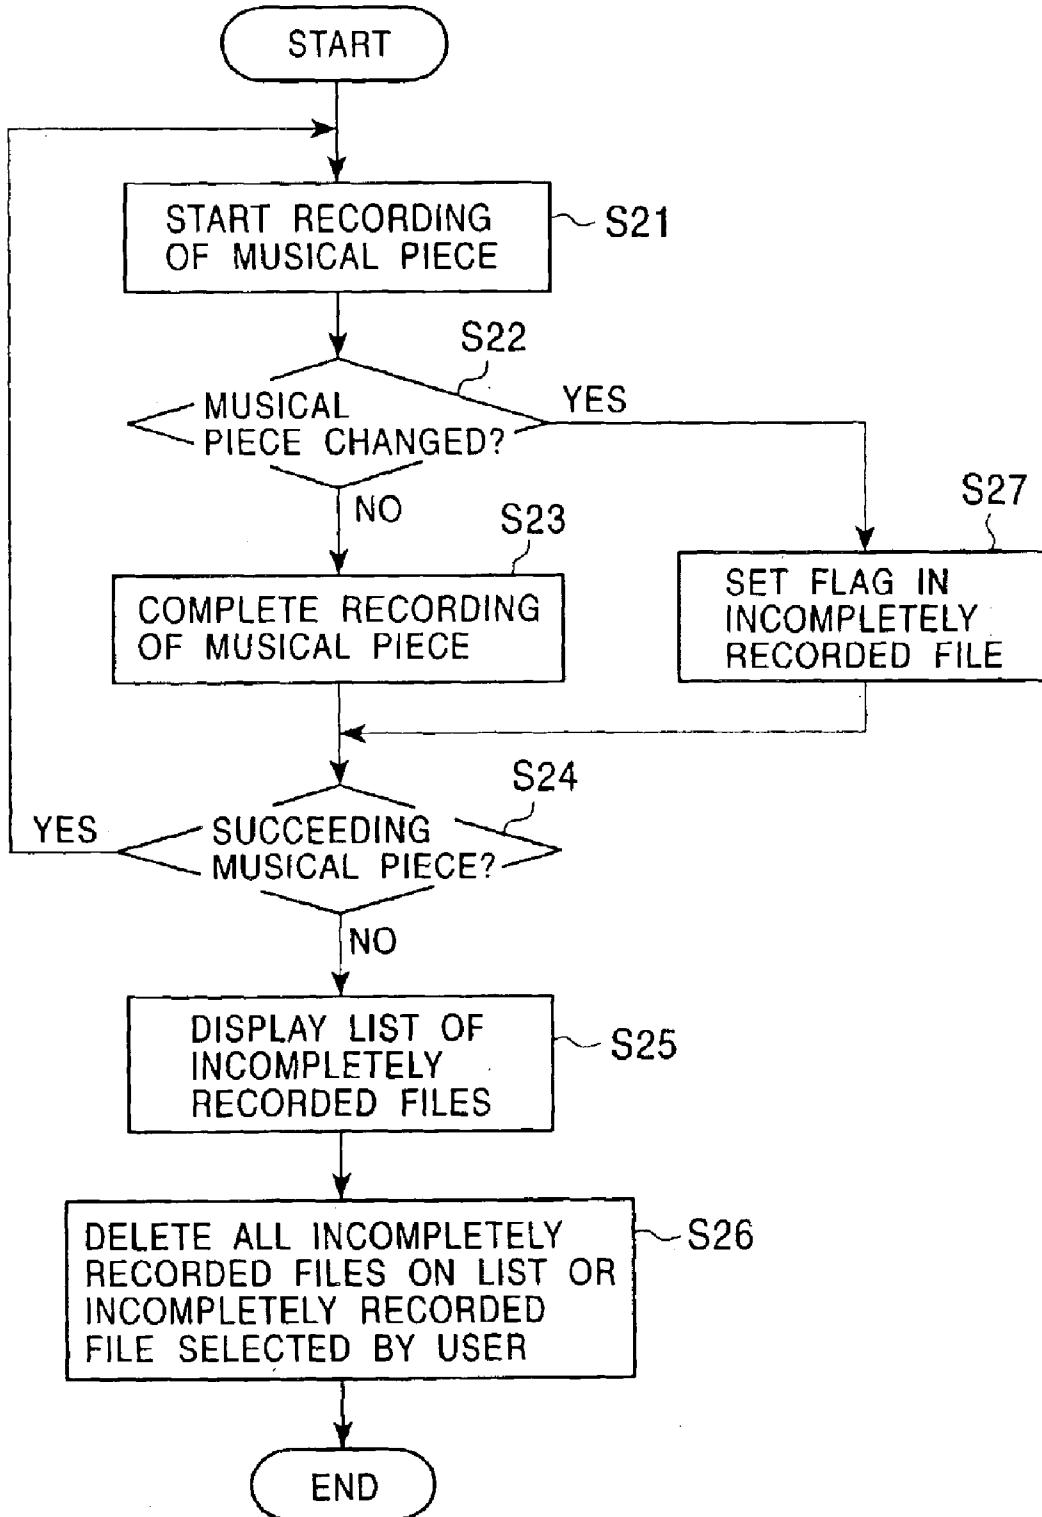 START
START RECORDING
OF MUSICAL PIECE
S21
S22
MUSICAL
PIECE CHANGED?
YES
NO
S23
S27
COMPLETE RECORDING
OF MUSICAL PIECE
SET FLAG IN
INCOMPLETELY
RECORDED FILE
S24
YES
SUCCEEDING
MUSICAL PIECE?
NO
DISPLAY LIST OF
INCOMPLETELY
RECORDED FILES
S25
DELETE ALL INCOMPLETELY
RECORDED FILES ON LIST OR
INCOMPLETELY RECORDED
FILE SELECTED BY USER
S26
END